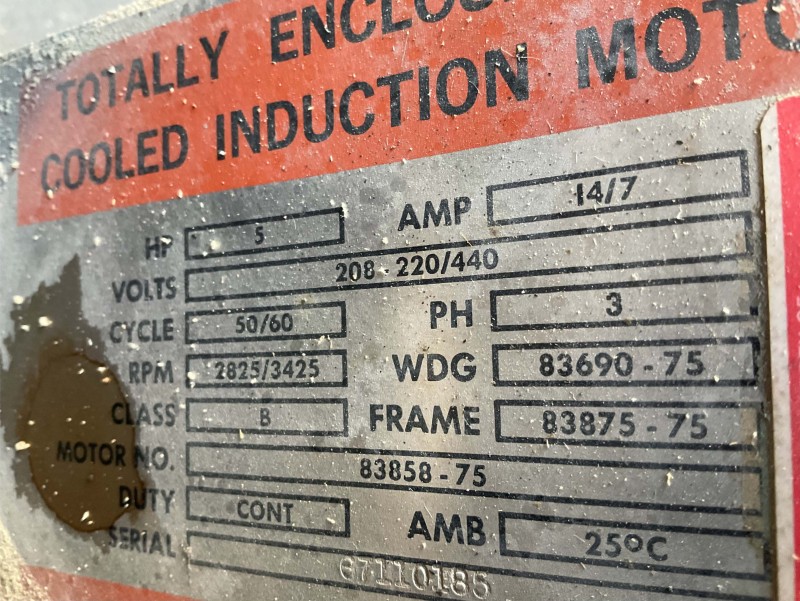 TOTALLY ENCLOS
COOLED INDUCTION MOTO
HP 5 AMP 14/7
VOLTS 208-220/440
CYCLE 50/60 PH 3
RPM 2825/3425 WDG 83690-75
CLASS B FRAME 83875-75
MOTOR NO. 83858-75
DUTY CONT AMB 25ºC
SERIAL 67110186